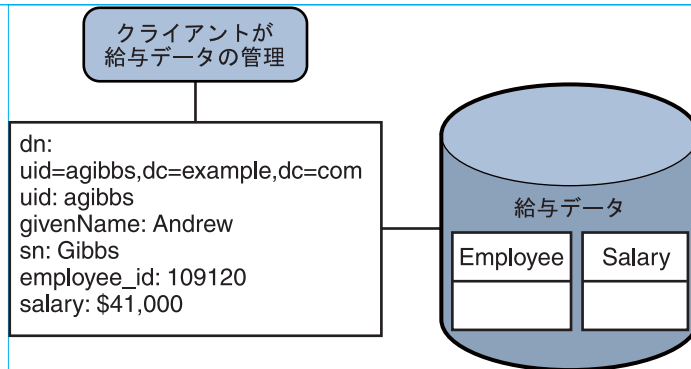 クライアントが
給与データの管理
dn:
uid=agibbs,dc=example,dc=com
uid: agibbs
givenName: Andrew
sn: Gibbs
employee_id: 109120
salary: $41,000
給与データ
Employee
Salary